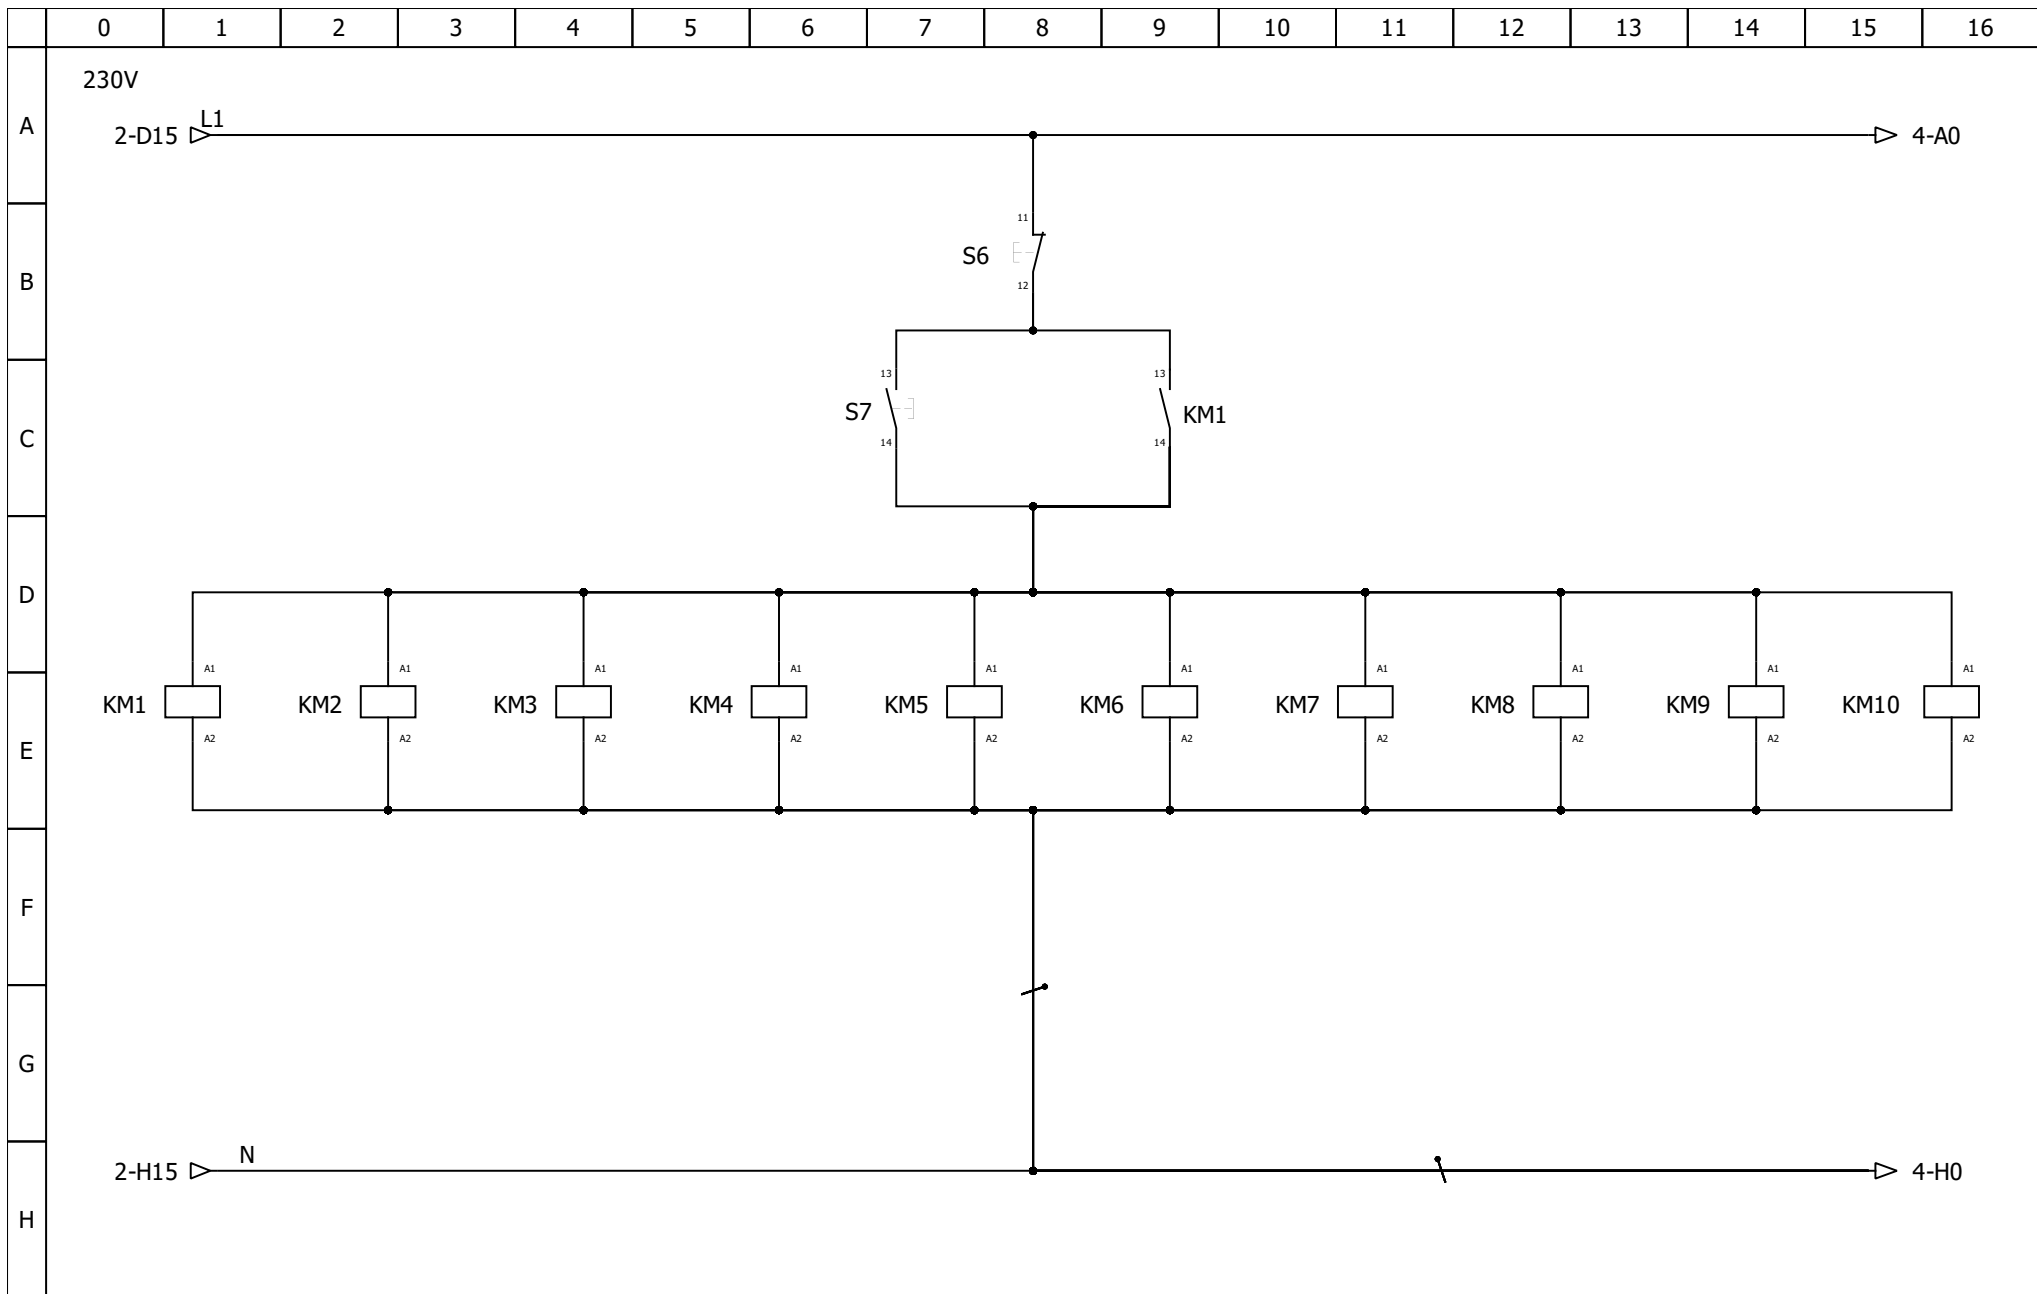 0 1 2 3 4 5 6 7 8 9 10 11 12 13 14 15 16
230V
A
L1
2-D15 4-A0
11
S6
B
12
13 13
S7 KM1
C
14 14
D
A1 A1 A1 A1 A1 A1 A1 A1 A1 A1
KM1 KM2 KM3 KM4 KM5 KM6 KM7 KM8 KM9 KM10
A2 A2 A2 A2 A2 A2 A2 A2 A2 A2
E
F
G
N
2-H15 4-H0
H